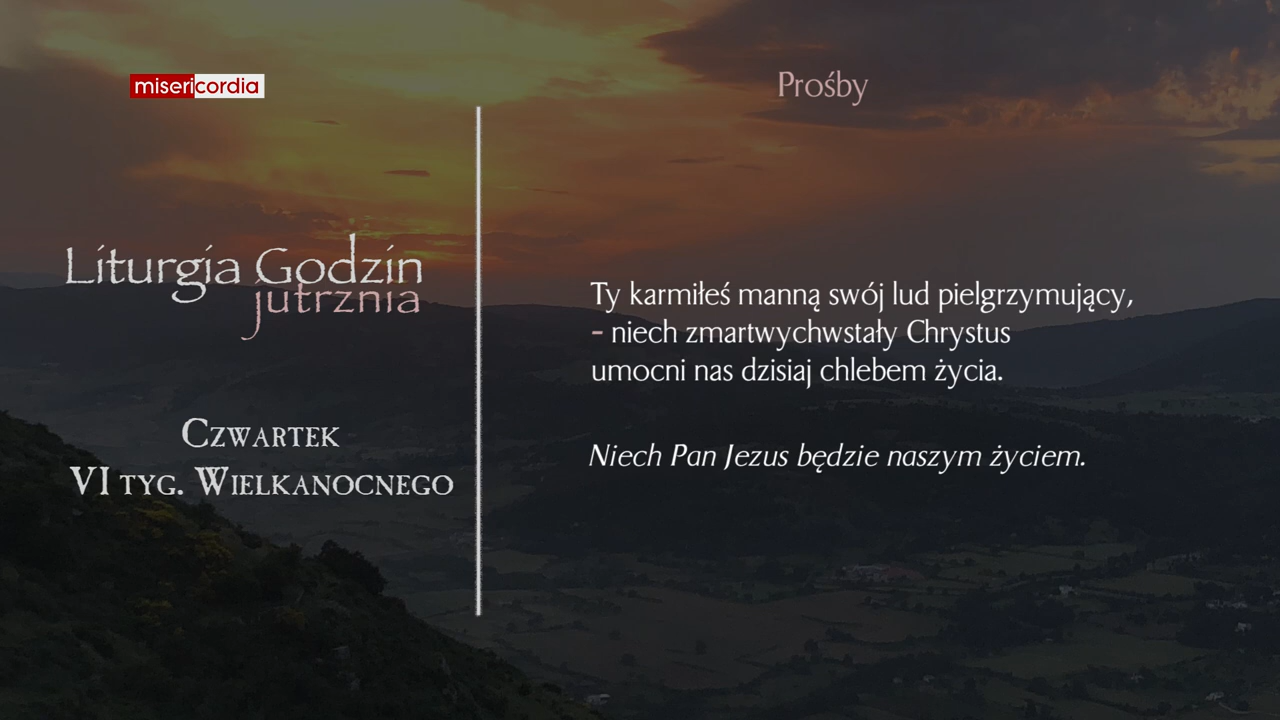 misericordia
Prośby
Liturgia Godzin
jutrznia
Czwartek
VI tyg. Wielkanocnego
Ty karmiłeś manną swój lud pielgrzymujący,
- niech zmartwychwstały Chrystus
umocni nas dzisiaj chlebem życia.
Niech Pan Jezus będzie naszym życiem.